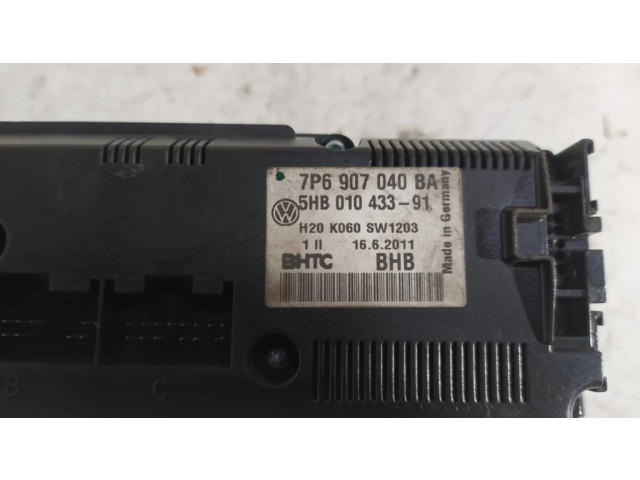 7P6 907 040 BA
5HB 010 433-91
H20 K060 SW1203
1 II 16.6.2011
BHTC BHB
Made in Germany
B C